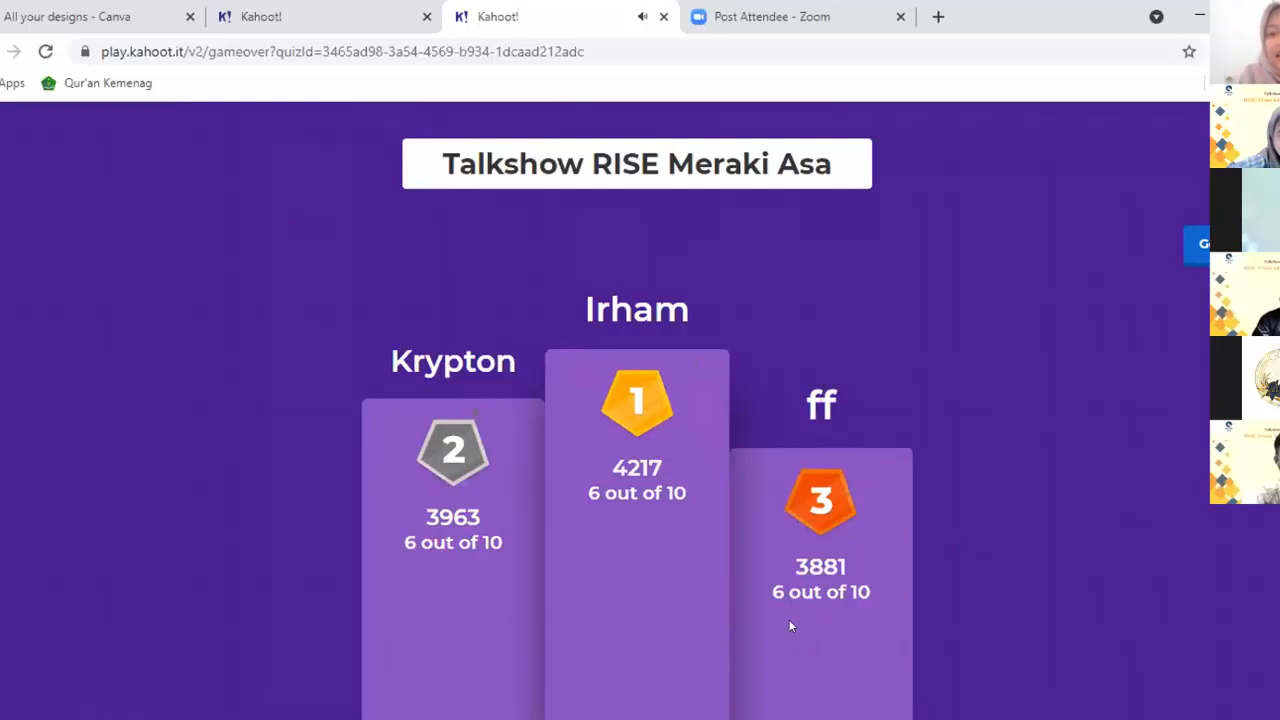 All your designs - Canva
Kahoot!
Kahoot!
Post Attendee - Zoom
play.kahoot.it/v2/gameover?quizId=3465ad98-3a54-4569-b934-1dcaad212adc
Apps
Qur'an Kemenag
Talkshow RISE Meraki Asa
Irham
Krypton
ff
1
4217
6 out of 10
2
3963
6 out of 10
3
3881
6 out of 10